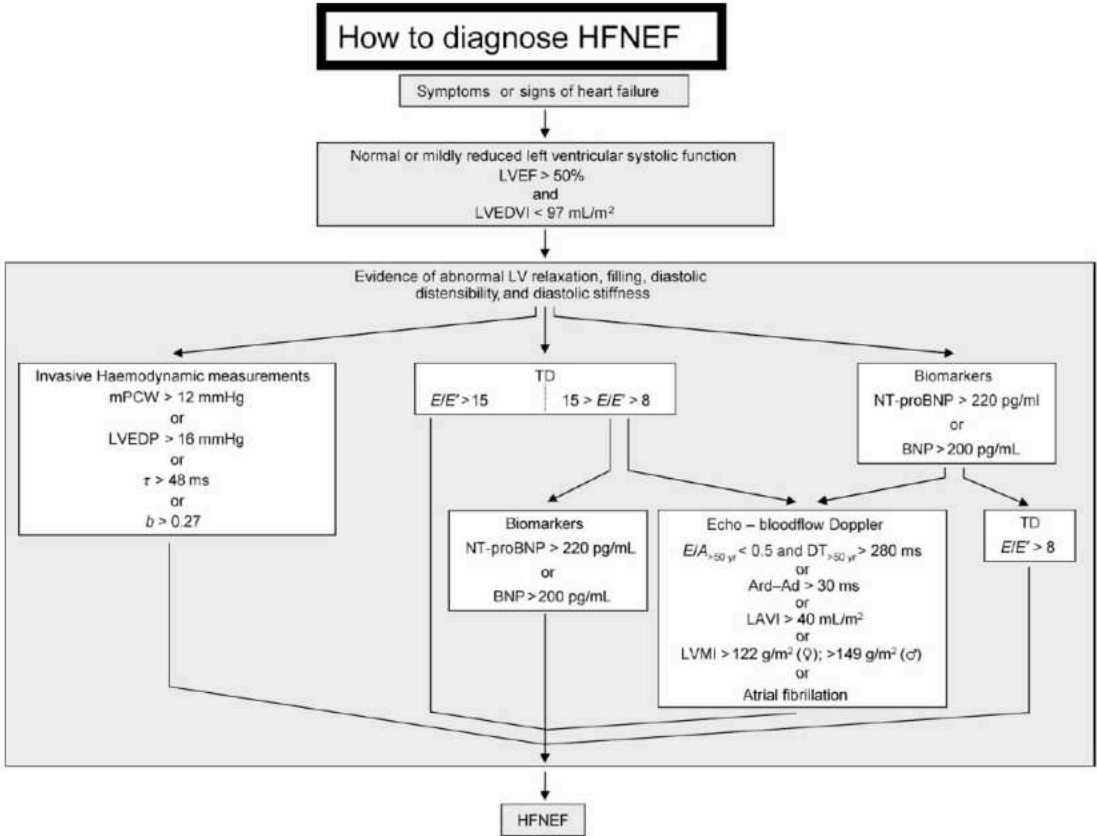 How to diagnose HFNEF
Symptoms or signs of heart failure
Normal or mildly reduced left ventricular systolic function
LVEF > 50%
and
LVEDVI < 97 mL/m²
Evidence of abnormal LV relaxation, filling, diastolic
distensibility, and diastolic stiffness
Invasive Haemodynamic measurements
mPCW > 12 mmHg
or
LVEDP > 16 mmHg
or
τ > 48 ms
or
b > 0.27
TD
E/E' > 15
15 > E/E' > 8
Biomarkers
NT-proBNP > 220 pg/ml
or
BNP > 200 pg/mL
Biomarkers
NT-proBNP > 220 pg/mL
or
BNP > 200 pg/mL
Echo – bloodflow Doppler
E/A>50 yr < 0.5 and DT>50 yr > 280 ms
or
Ard–Ad > 30 ms
or
LAVI > 40 mL/m²
or
LVMI > 122 g/m² (♀); >149 g/m² (♂)
or
Atrial fibrillation
TD
E/E' > 8
HFNEF